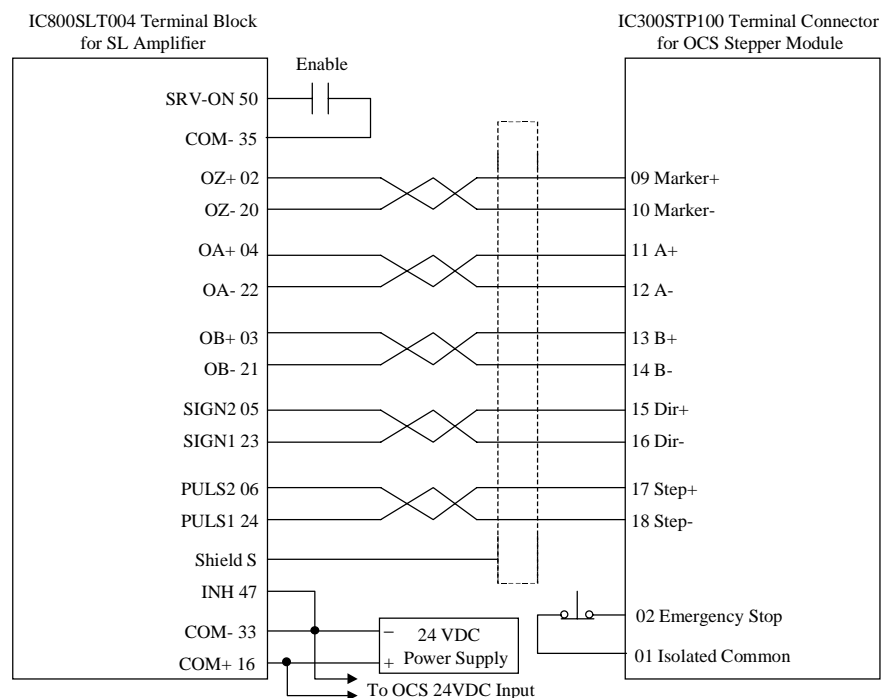 IC800SLT004 Terminal Block
for SL Amplifier
IC300STP100 Terminal Connector
for OCS Stepper Module
Enable
SRV-ON 50
COM- 35
OZ+ 02
09 Marker+
OZ- 20
10 Marker-
OA+ 04
11 A+
OA- 22
12 A-
OB+ 03
13 B+
OB- 21
14 B-
SIGN2 05
15 Dir+
SIGN1 23
16 Dir-
PULS2 06
17 Step+
PULS1 24
18 Step-
Shield S
INH 47
02 Emergency Stop
COM- 33
− 24 VDC
01 Isolated Common
COM+ 16
+ Power Supply
To OCS 24VDC Input